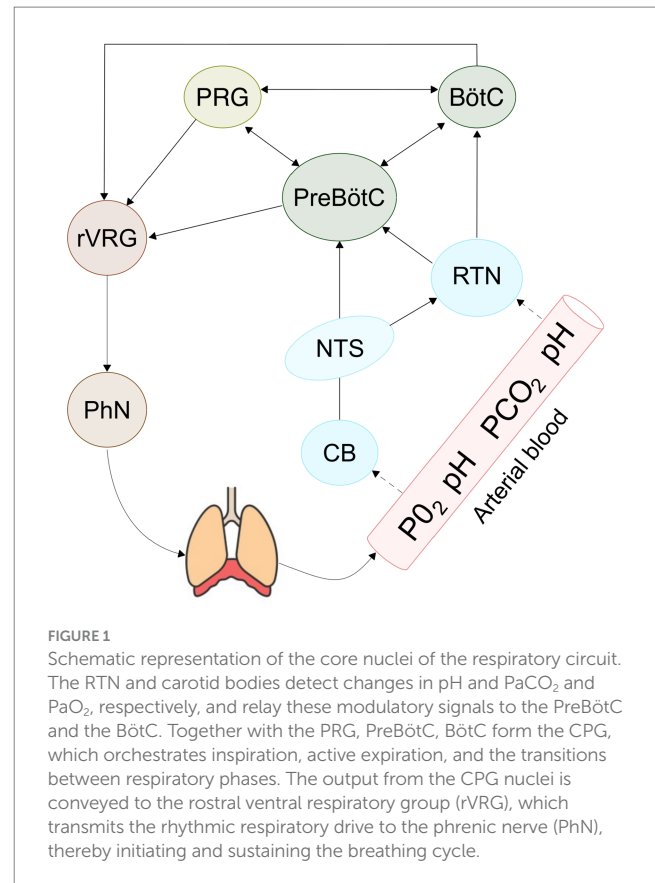 PRG
BötC
PreBötC
rVRG
RTN
NTS
PhN
CB
P0₂ pH PCO₂ pH
Arterial blood
FIGURE 1
Schematic representation of the core nuclei of the respiratory circuit.
The RTN and carotid bodies detect changes in pH and PaCO₂ and
PaO₂, respectively, and relay these modulatory signals to the PreBötC
and the BötC. Together with the PRG, PreBötC, BötC form the CPG,
which orchestrates inspiration, active expiration, and the transitions
between respiratory phases. The output from the CPG nuclei is
conveyed to the rostral ventral respiratory group (rVRG), which
transmits the rhythmic respiratory drive to the phrenic nerve (PhN),
thereby initiating and sustaining the breathing cycle.